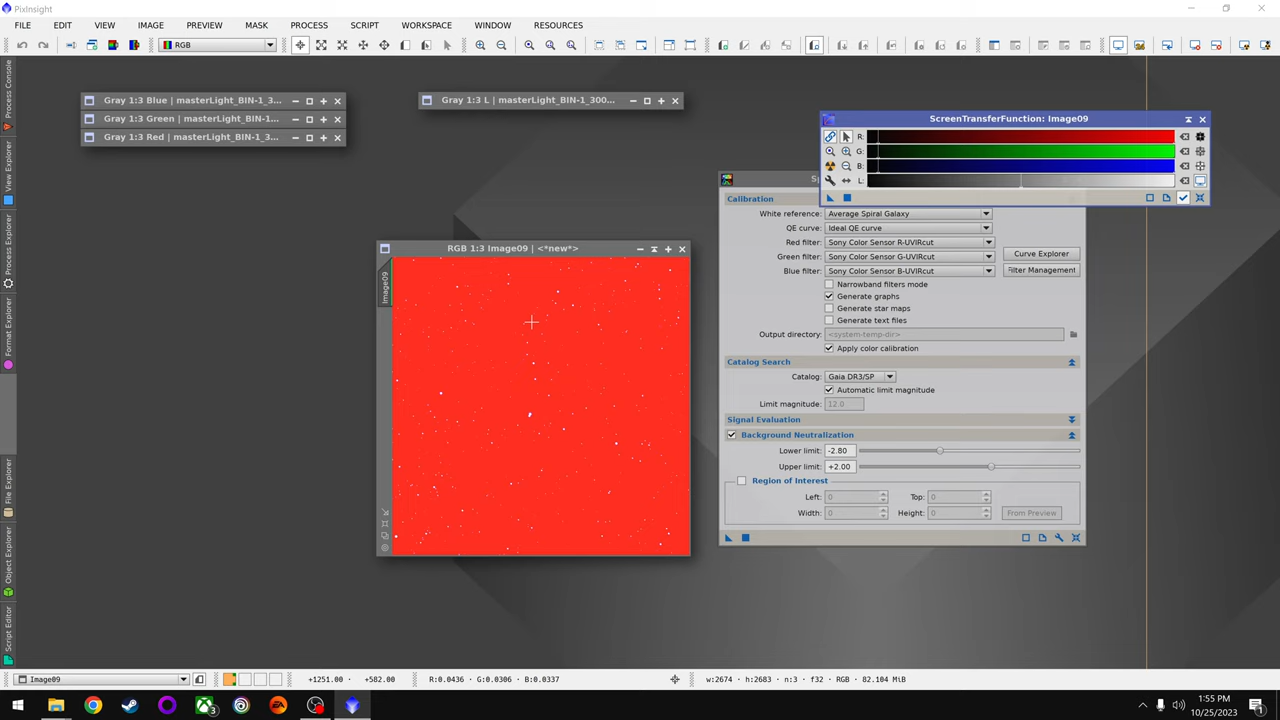 PixInsight
FILE EDIT VIEW IMAGE PREVIEW MASK PROCESS SCRIPT WORKSPACE WINDOW RESOURCES
RGB
Process Console
View Explorer
Process Explorer
Format Explorer
File Explorer
Object Explorer
Script Editor
Gray 1:3 Blue | masterLight_BIN-1_3...
Gray 1:3 Green | masterLight_BIN-1...
Gray 1:3 Red | masterLight_BIN-1_3...
Gray 1:3 L | masterLight_BIN-1_300...
ScreenTransferFunction: Image09
R:
G:
B:
L:
RGB 1:3 Image09 | <*new*>
Image09
Calibration
White reference: Average Spiral Galaxy
QE curve: Ideal QE curve
Red filter: Sony Color Sensor R-UVIRcut
Green filter: Sony Color Sensor G-UVIRcut Curve Explorer
Blue filter: Sony Color Sensor B-UVIRcut Filter Management
Narrowband filters mode
Generate graphs
Generate star maps
Generate text files
Output directory: <system-temp-dir>
Apply color calibration
Catalog Search
Catalog: Gaia DR3/SP
Automatic limit magnitude
Limit magnitude: 12.0
Signal Evaluation
Background Neutralization
Lower limit: -2.80
Upper limit: +2.00
Region of Interest
Left: 0 Top: 0
Width: 0 Height: 0 From Preview
Image09 +1251.00 · +582.00 R:0.0436 · G:0.0306 · B:0.0337 w:2674 · h:2683 · n:3 · f32 · RGB · 82.104 MiB
1:55 PM
10/25/2023